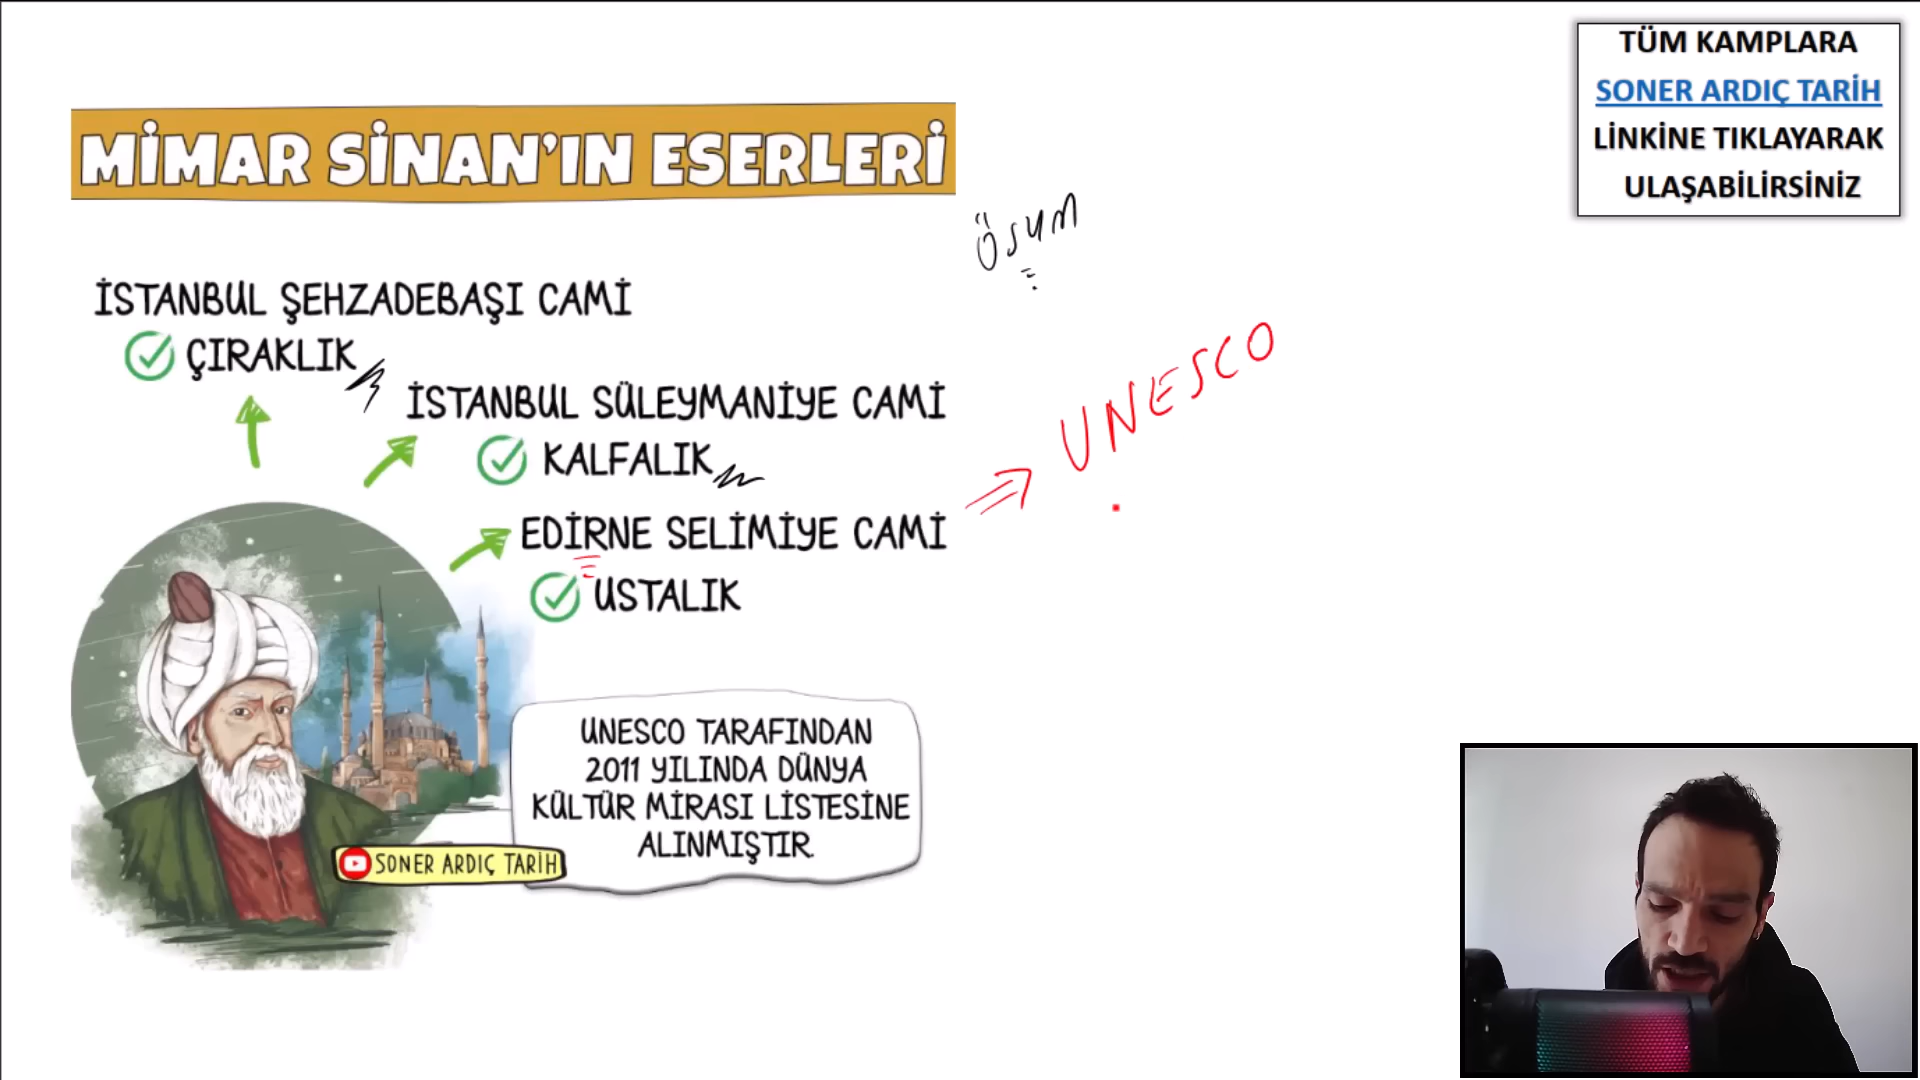 TÜM KAMPLARA
SONER ARDIÇ TARİH
LİNKİNE TIKLAYARAK
ULAŞABİLİRSİNİZ
MİMAR SİNAN'IN ESERLERİ
ÖSYM
İSTANBUL ŞEHZADEBAŞI CAMİ
ÇIRAKLIK
İSTANBUL SÜLEYMANİYE CAMİ
KALFALIK
UNESCO
EDİRNE SELİMİYE CAMİ
USTALIK
UNESCO TARAFINDAN
2011 YILINDA DÜNYA
KÜLTÜR MİRASI LİSTESİNE
ALINMIŞTIR.
SONER ARDIÇ TARİH